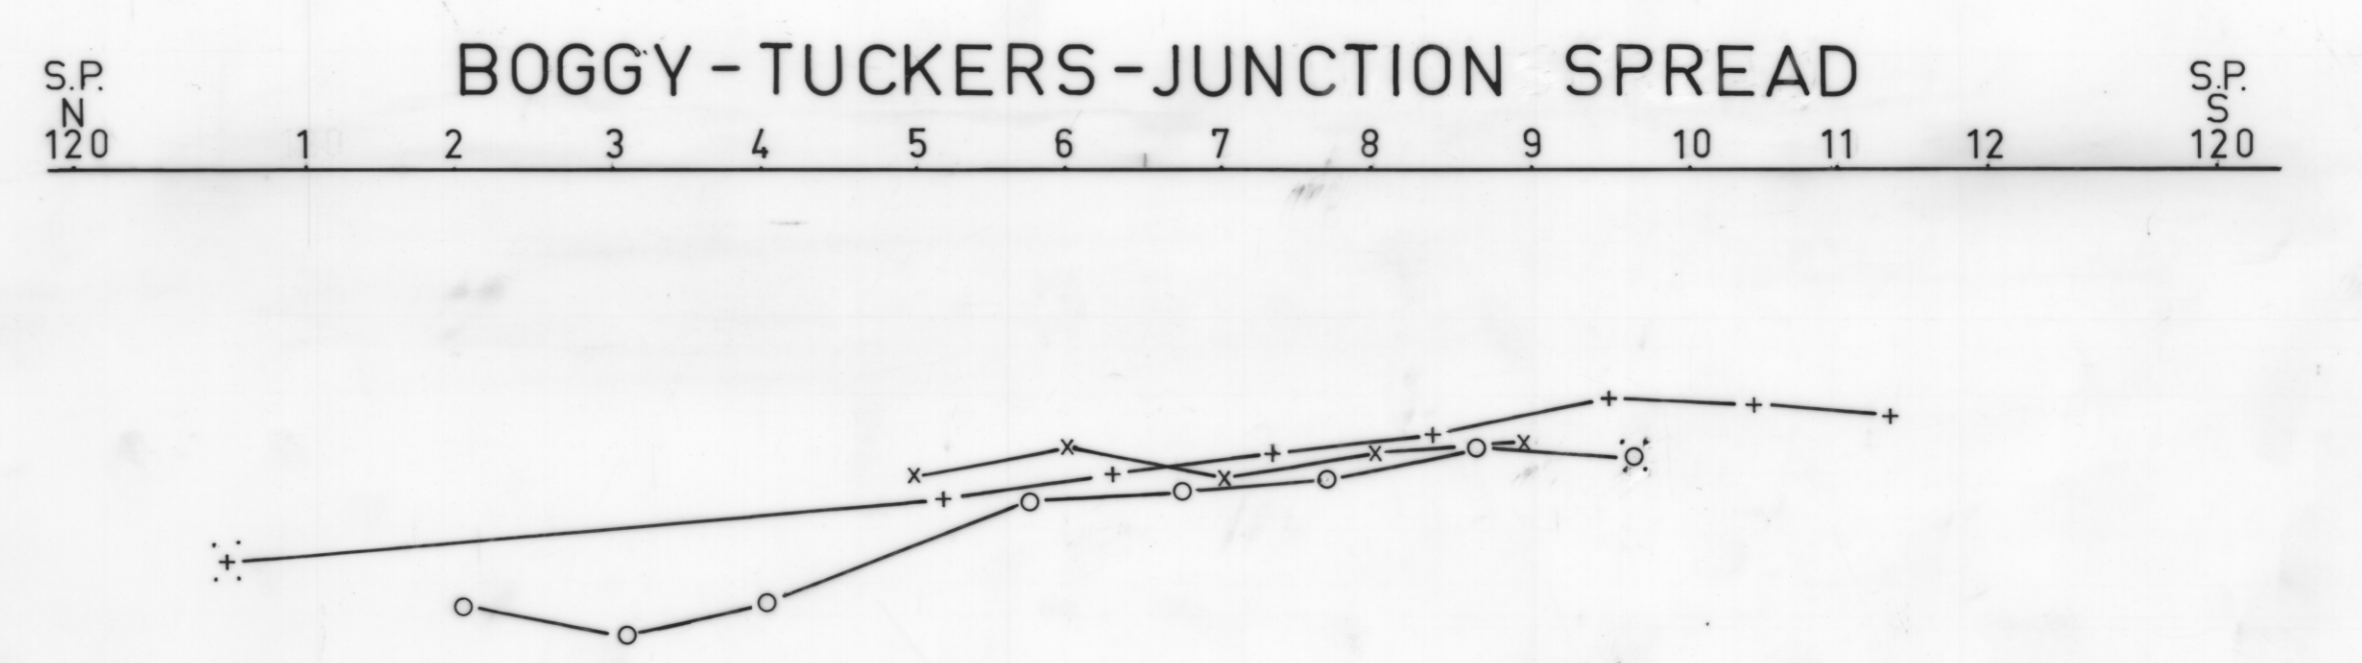 BOGGY-TUCKERS-JUNCTION SPREAD
S.P. S.P.
N S
120 1 2 3 4 5 6 7 8 9 10 11 12 120